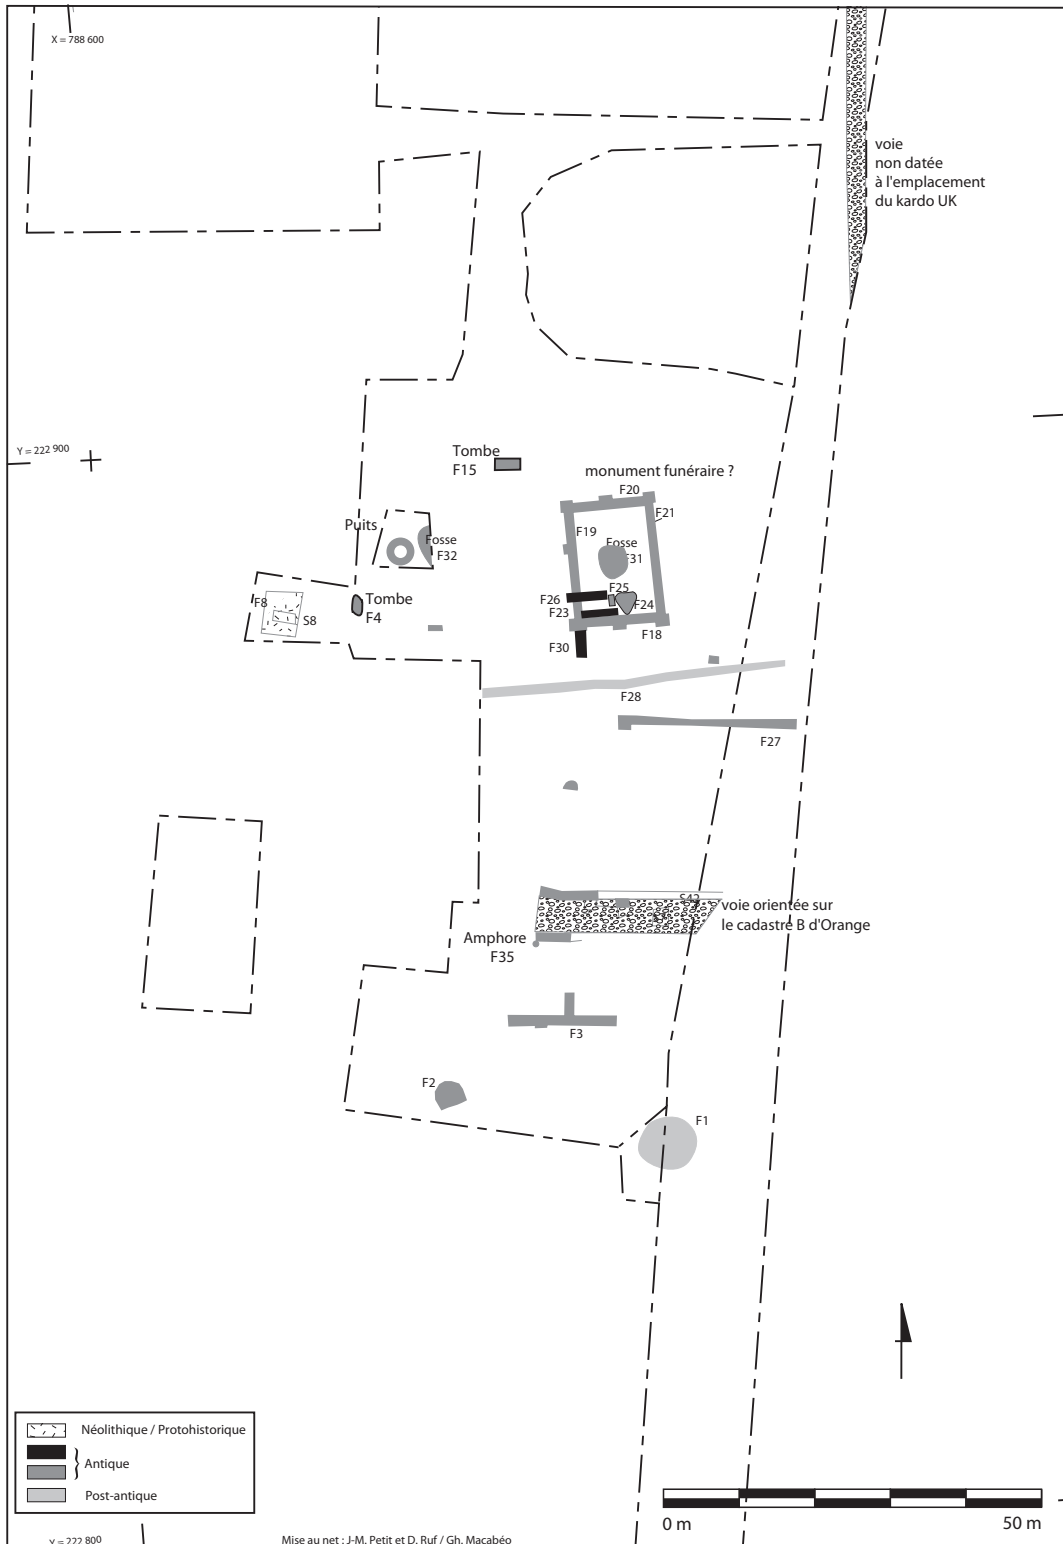 X = 788 600
voie
non datée
à l'emplacement
du kardo UK
Y = 222 900
Tombe
F15
monument funéraire ?
F20
F21
F19
Puits
Fosse
F32
Fosse
F31
F25
F26
F24
F23
F18
F30
F8
S8
Tombe
F4
F28
F27
S42
voie orientée sur
le cadastre B d'Orange
Amphore
F35
F3
F2
F1
Néolithique / Protohistorique
Antique
Post-antique
0 m
50 m
Y = 222 800
Mise au net : J-M. Petit et D. Ruf / Gh. Macabéo